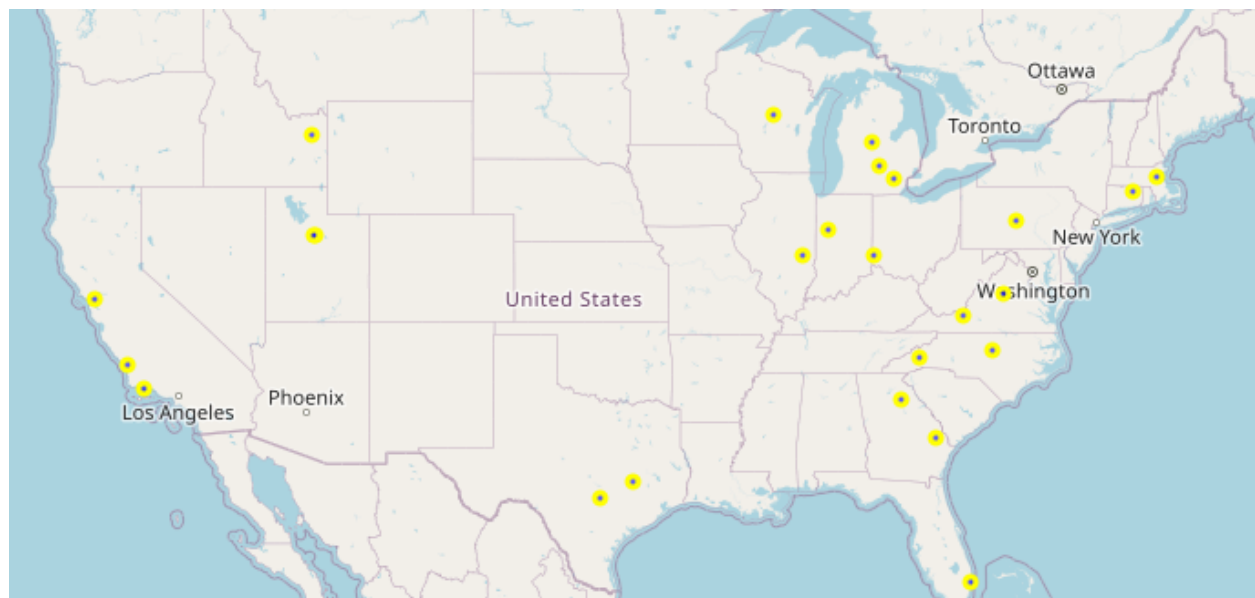 Ottawa
Toronto
New York
Washington
United States
Phoenix
Los Angeles